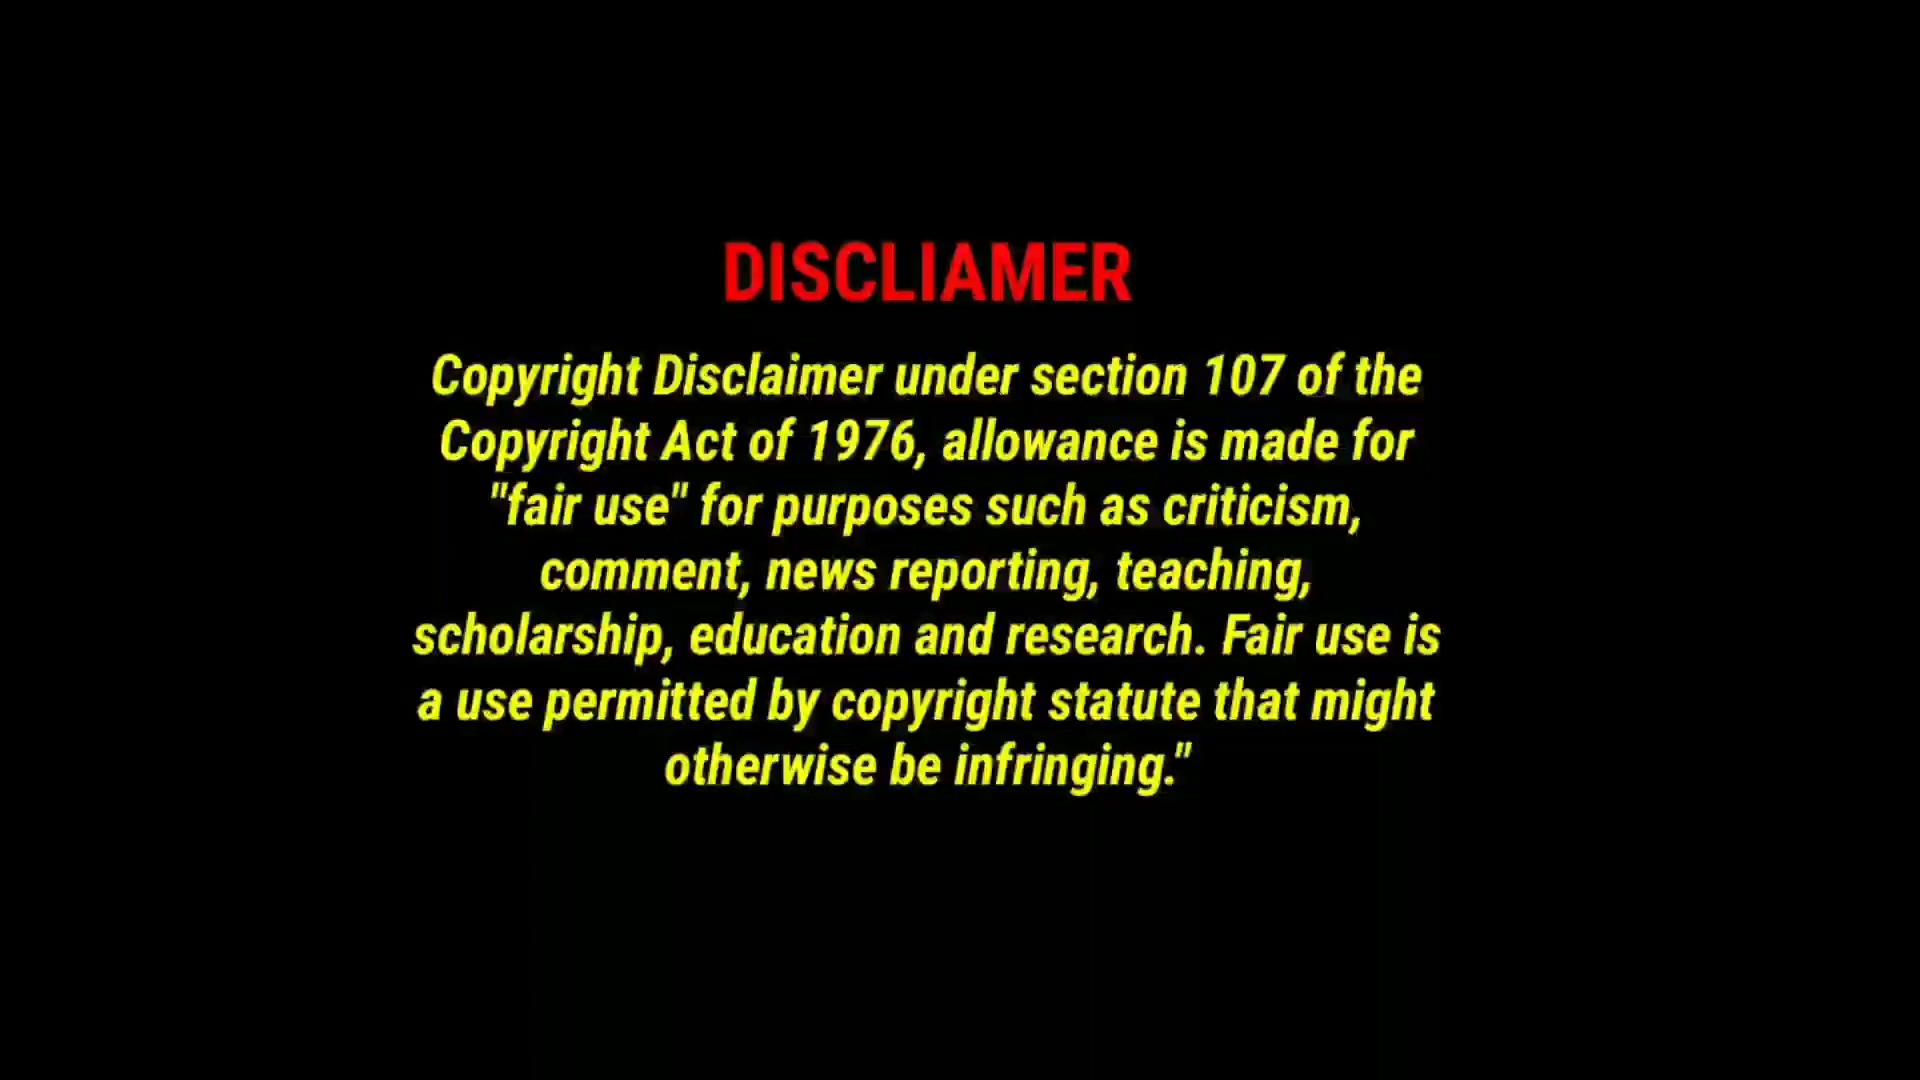 DISCLIAMER
Copyright Disclaimer under section 107 of the
Copyright Act of 1976, allowance is made for
"fair use" for purposes such as criticism,
comment, news reporting, teaching,
scholarship, education and research. Fair use is
a use permitted by copyright statute that might
otherwise be infringing."